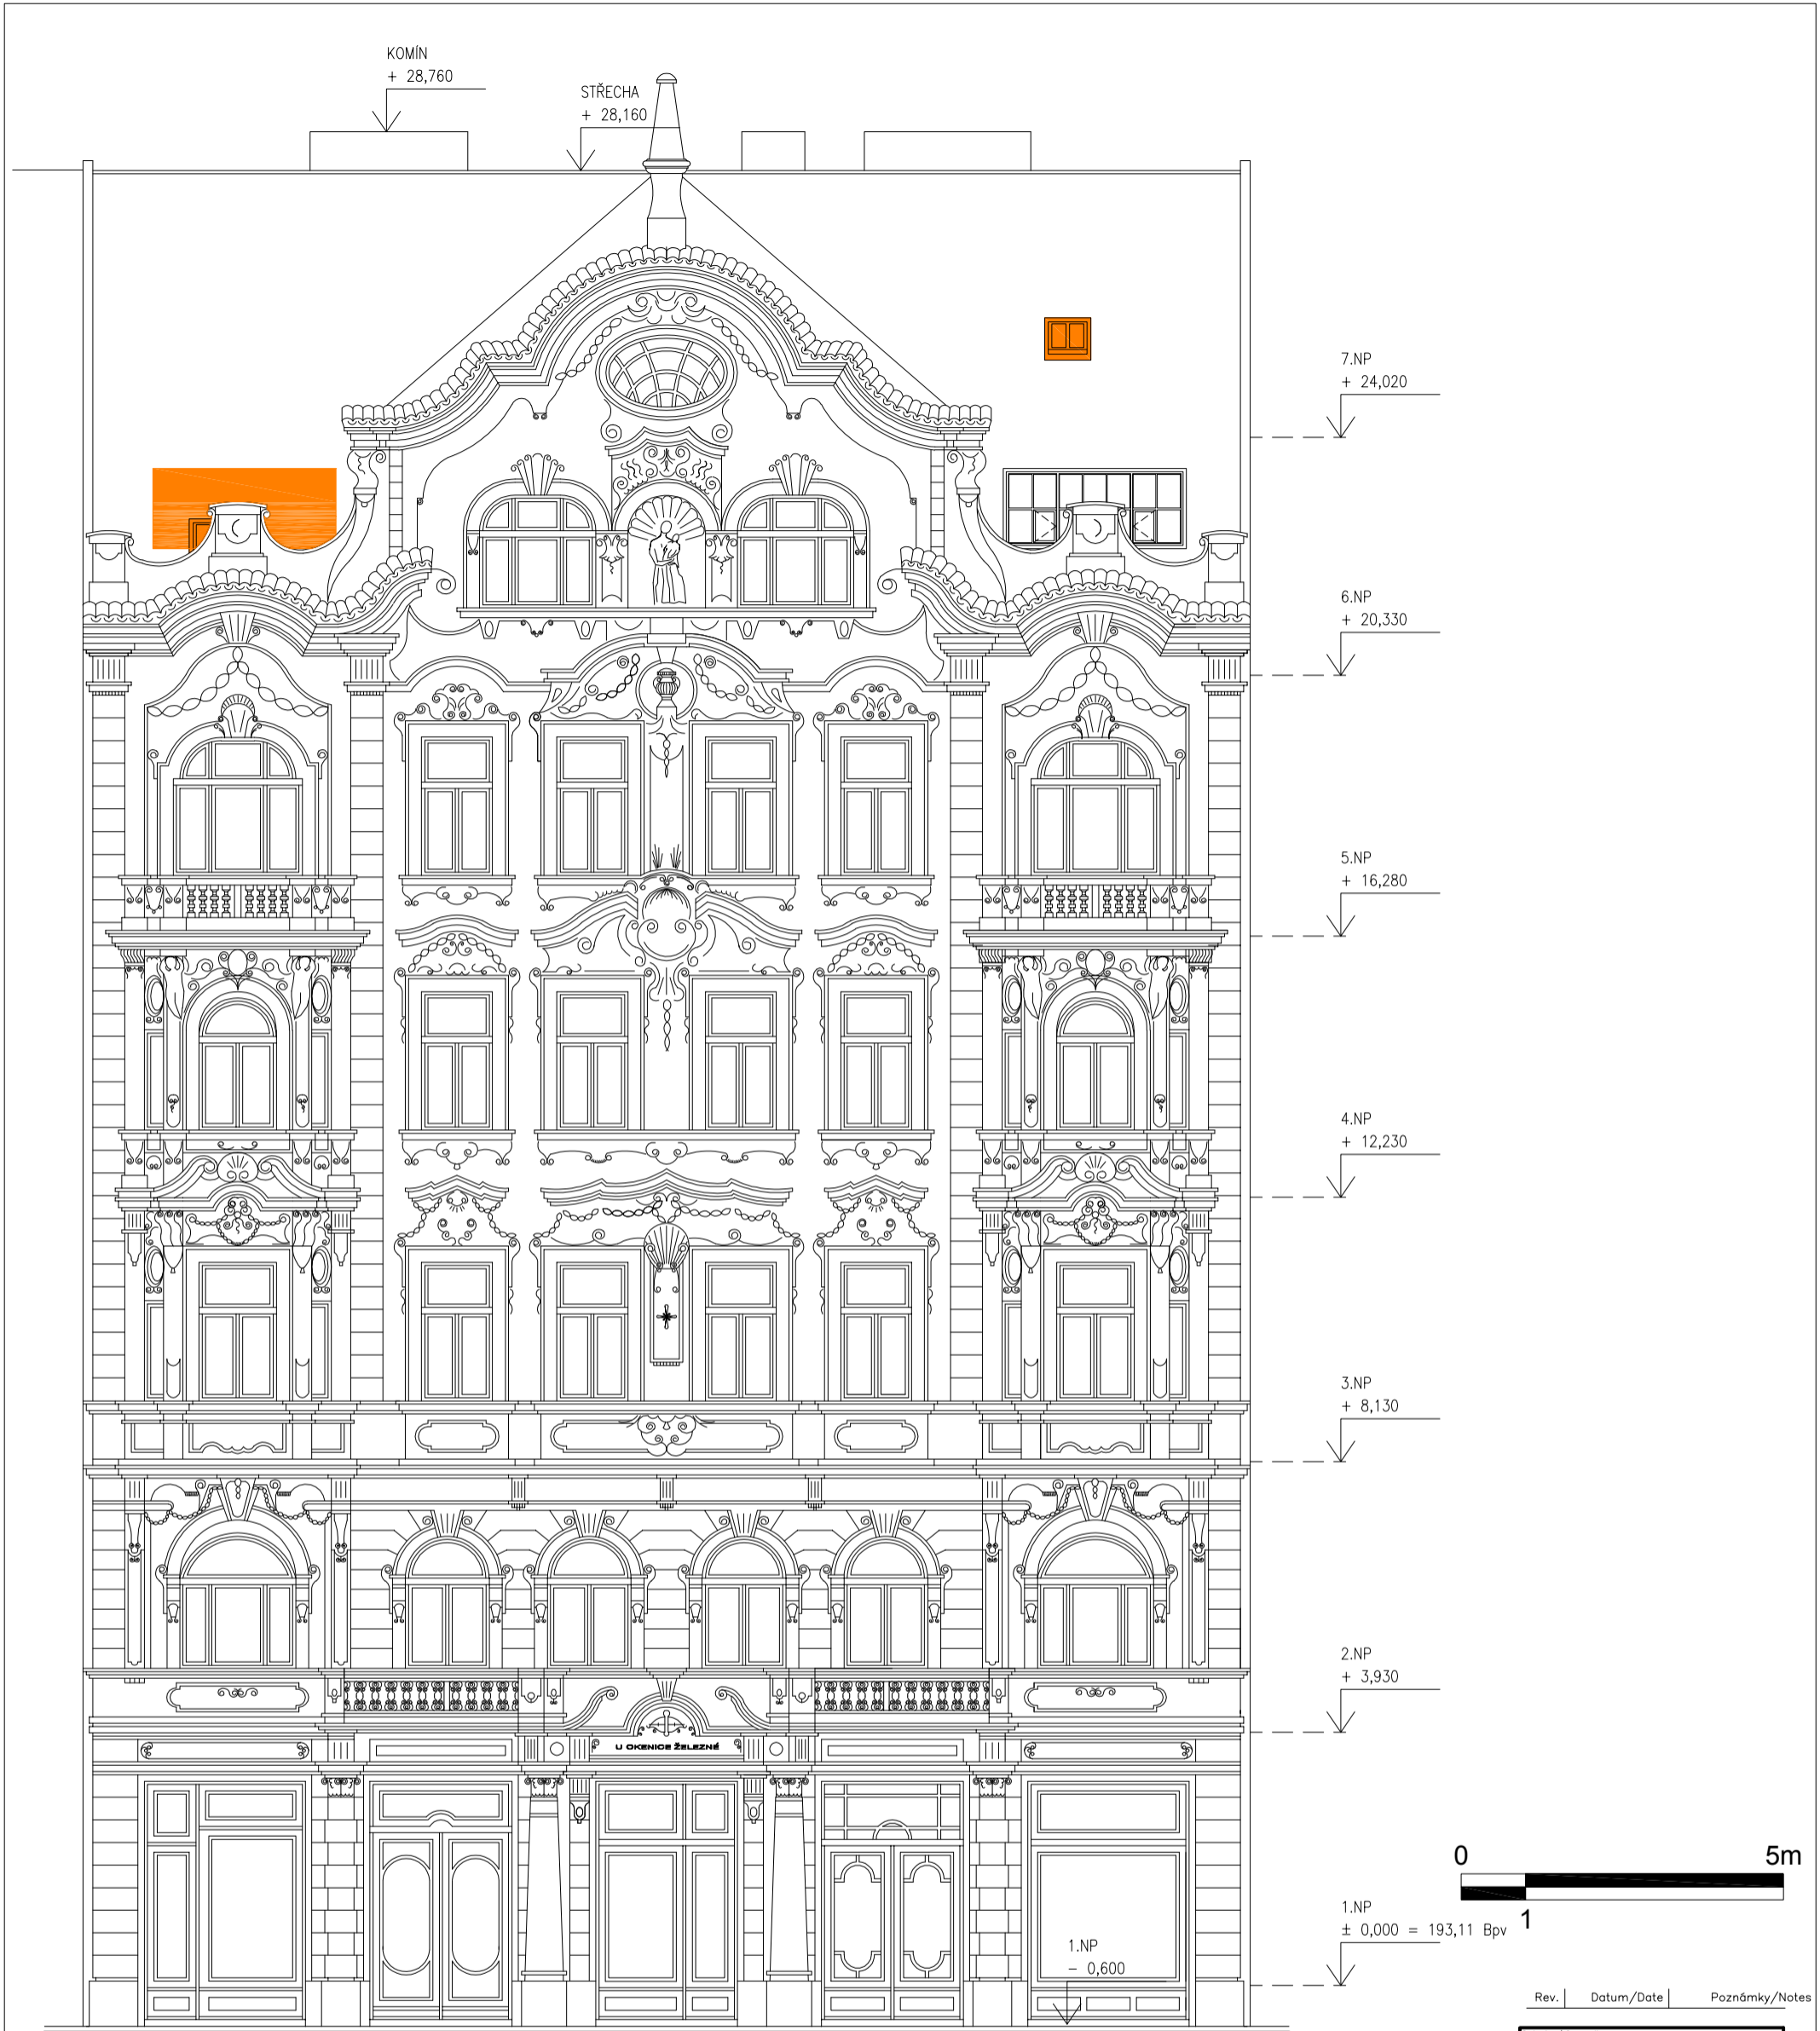 KOMÍN
+ 28,760
STŘECHA
+ 28,160
7.NP
+ 24,020
6.NP
+ 20,330
5.NP
+ 16,280
4.NP
+ 12,230
3.NP
+ 8,130
2.NP
+ 3,930
U OKENICE ŽELEZNÉ
0 5m
1
1.NP
± 0,000 = 193,11 Bpv
1.NP
- 0,600
Rev. Datum/Date Poznámky/Notes